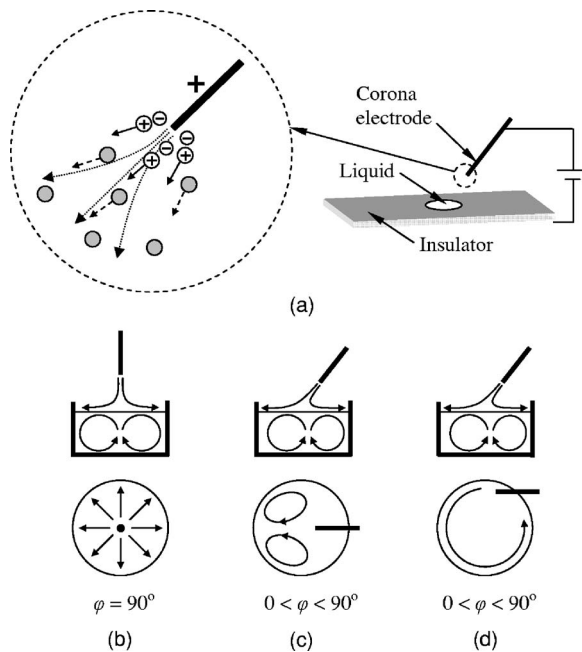 +
Corona
electrode
Liquid
Insulator
(a)
φ = 90°
0 < φ < 90°
0 < φ < 90°
(b)
(c)
(d)